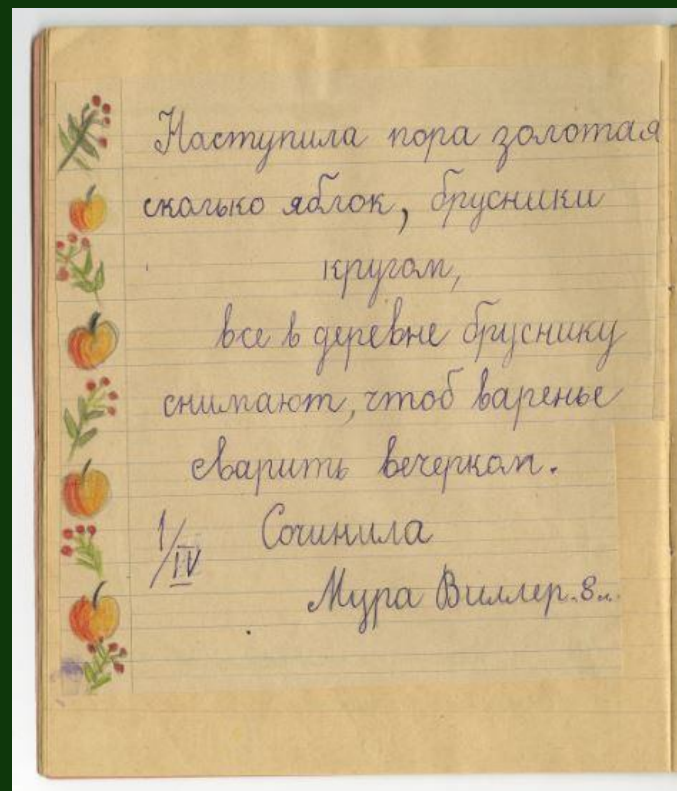 Наступила пора золотая
сколько яблок, брусники
кругом,
все в деревне бруснику
снимают, чтоб варенье
сварить вечерком.
1/IV Сочинила
Мура Виллер. 8 л.